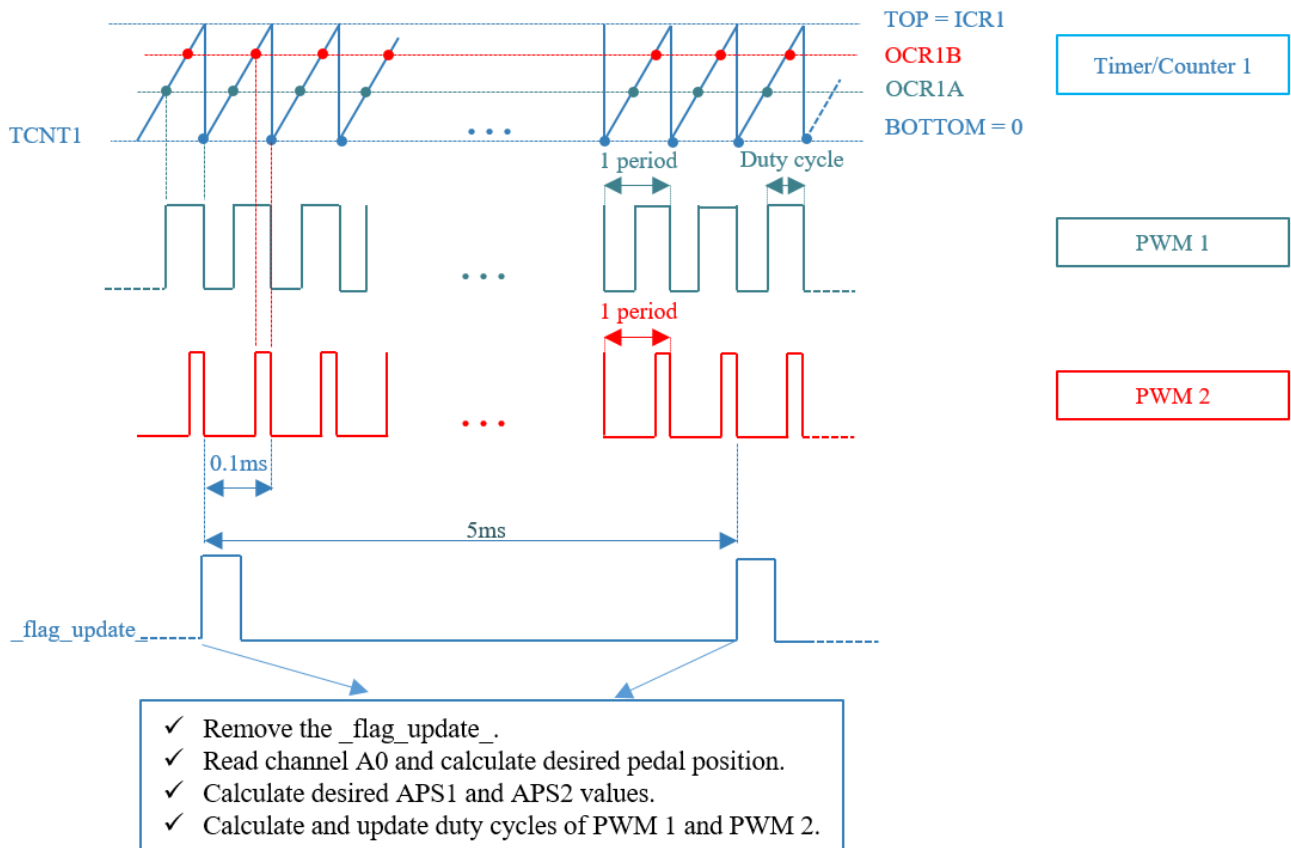 TOP = ICR1
OCR1B
Timer/Counter 1
OCR1A
TCNT1
...
BOTTOM = 0
1 period
Duty cycle
PWM 1
...
1 period
PWM 2
...
0.1ms
5ms
_flag_update_
✓ Remove the _flag_update_.
✓ Read channel A0 and calculate desired pedal position.
✓ Calculate desired APS1 and APS2 values.
✓ Calculate and update duty cycles of PWM 1 and PWM 2.